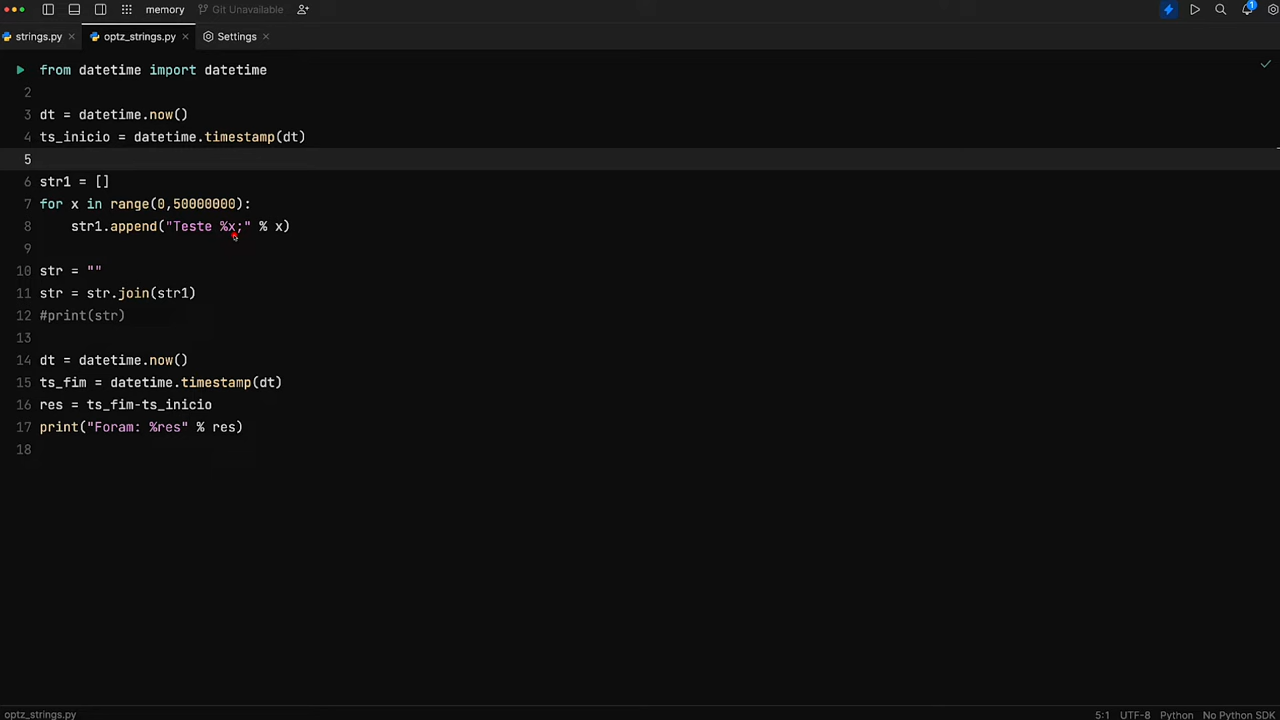 memory Git Unavailable 1
strings.py optz_strings.py Settings
from datetime import datetime
2
3 dt = datetime.now()
4 ts_inicio = datetime.timestamp(dt)
5
6 str1 = []
7 for x in range(0,50000000):
8 str1.append("Teste %x;" % x)
9
10 str = ""
11 str = str.join(str1)
12 #print(str)
13
14 dt = datetime.now()
15 ts_fim = datetime.timestamp(dt)
16 res = ts_fim-ts_inicio
17 print("Foram: %res" % res)
18
optz_strings.py 5:1 UTF-8 Python No Python SDK